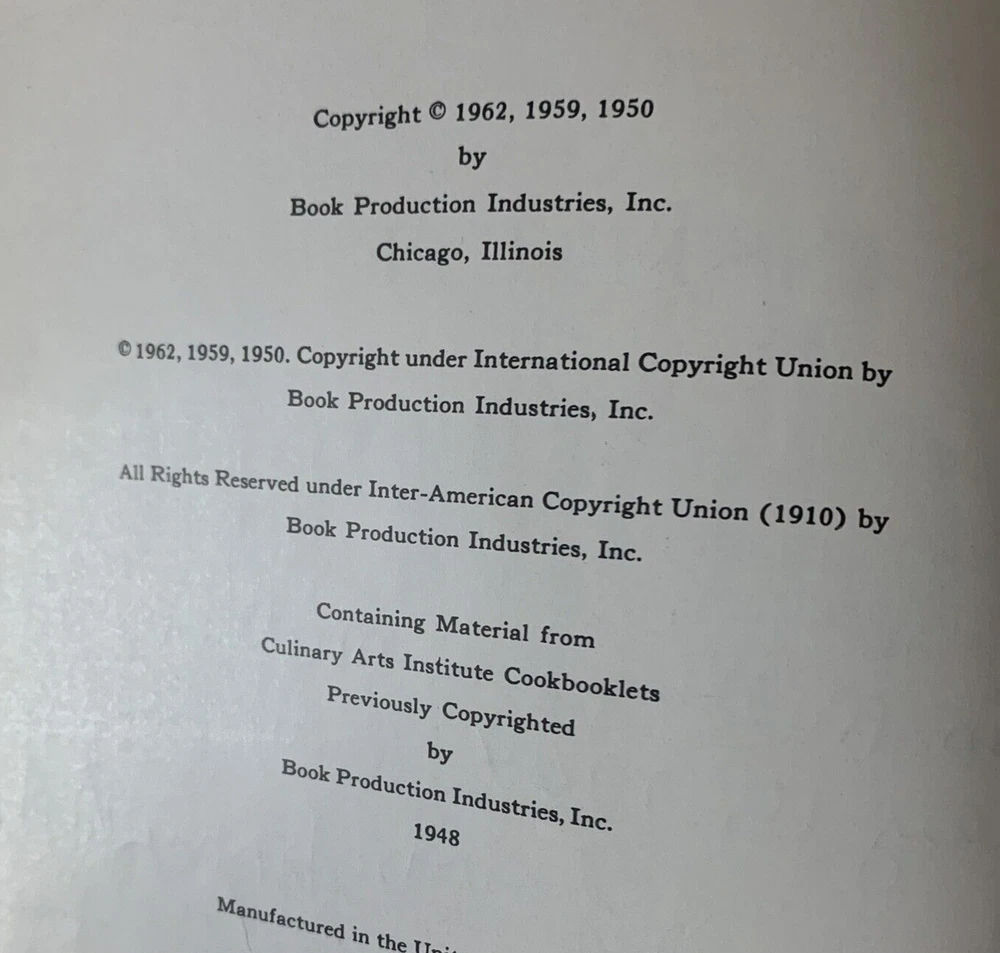 Copyright © 1962, 1959, 1950
by
Book Production Industries, Inc.
Chicago, Illinois
© 1962, 1959, 1950. Copyright under International Copyright Union by
Book Production Industries, Inc.
All Rights Reserved under Inter-American Copyright Union (1910) by
Book Production Industries, Inc.
Containing Material from
Culinary Arts Institute Cookbooklets
Previously Copyrighted
by
Book Production Industries, Inc.
1948
Manufactured in the